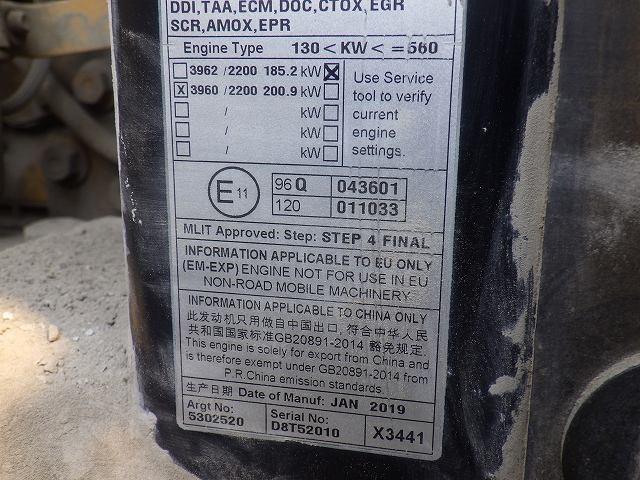 DDI,TAA,ECM,DOC,CTOX,EGR
SCR,AMOX,EPR
Engine Type 130<KW<=560
3962 /2200 185.2 kW X
X 3960 /2200 200.9 kW
/ kW
/ kW
/ kW
Use Service
tool to verify
current
engine
settings.
E11
96Q 043601
120 011033
MLIT Approved: Step: STEP 4 FINAL
INFORMATION APPLICABLE TO EU ONLY
(EM-EXP) ENGINE NOT FOR USE IN EU
NON-ROAD MOBILE MACHINERY
INFORMATION APPLICABLE TO CHINA ONLY
此发动机只用做自中国出口,符合中华人民
共和国国家标准GB20891-2014 豁免规定.
This engine is solely for export from China and
is therefore exempt under GB20891-2014 from
P.R.China emission standards.
生产日期 Date of Manuf: JAN 2019
Argt No: 5302520
Serial No: D8T52010
X3441